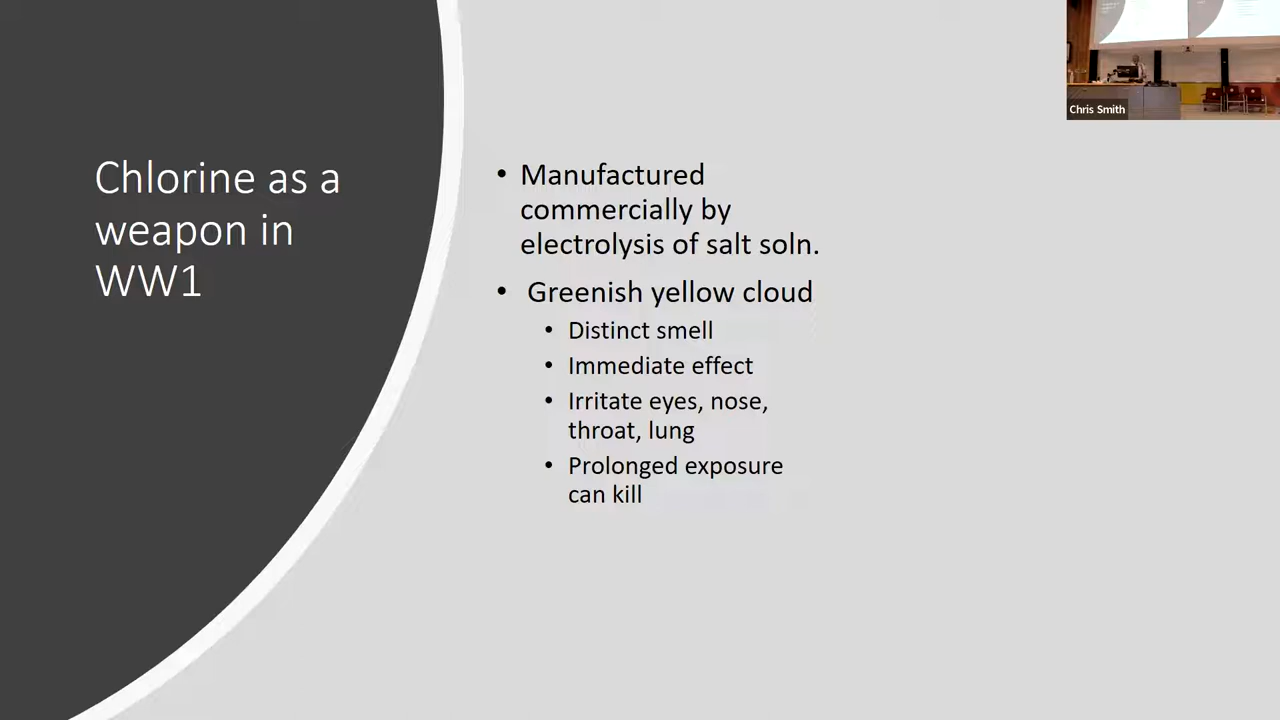 Chlorine as a
weapon in
WW1
• Manufactured
commercially by
electrolysis of salt soln.
• Greenish yellow cloud
• Distinct smell
• Immediate effect
• Irritate eyes, nose,
throat, lung
• Prolonged exposure
can kill
Chris Smith